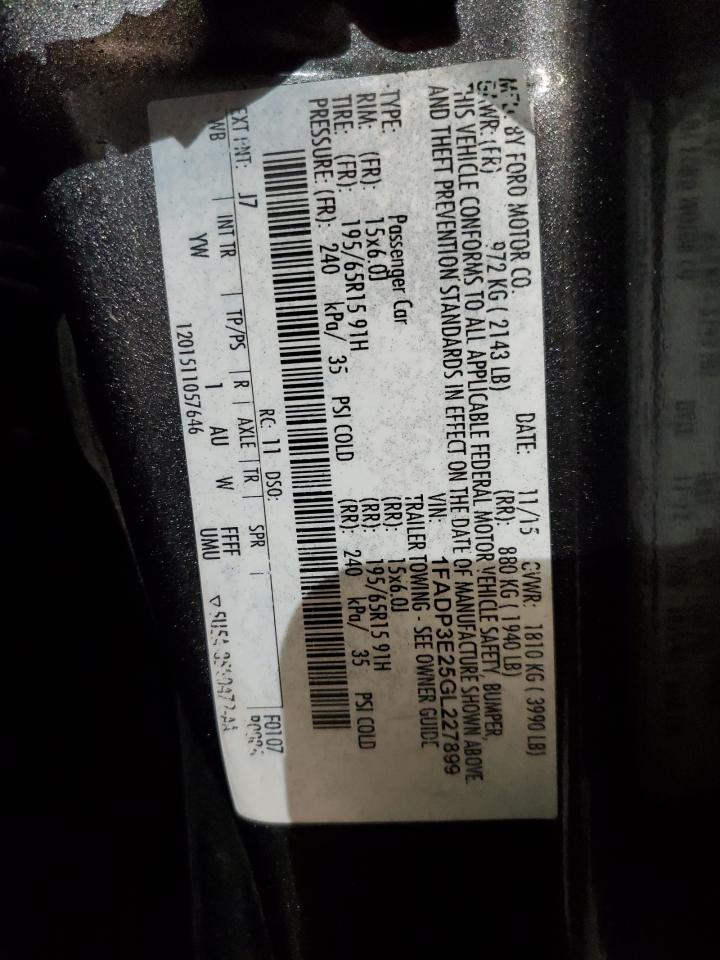 MFD BY FORD MOTOR CO. DATE: 11/15 GVWR: 1810 KG ( 3990 LB)
GAWR: (FR) 972 KG ( 2143 LB) (RR): 880 KG ( 1940 LB)
THIS VEHICLE CONFORMS TO ALL APPLICABLE FEDERAL MOTOR VEHICLE SAFETY, BUMPER,
AND THEFT PREVENTION STANDARDS IN EFFECT ON THE DATE OF MANUFACTURE SHOWN ABOVE.
VIN: 1FADP3E25GL227899
TYPE: Passenger Car TRAILER TOWING - SEE OWNER GUIDE
RIM: (FR): 15x6.0J (RR): 15x6.0J
TIRE: (FR): 195/65R15 91H (RR): 195/65R15 91H
PRESSURE: (FR): 240 kPa/ 35 PSI COLD (RR): 240 kPa/ 35 PSI COLD
F0107
EXT PNT: J7 RC: 11 DSO:
WB | INT TR | TP/PS | R | AXLE | TR | SPR
YW 1 AU W FFFF
1201511057646 UMU